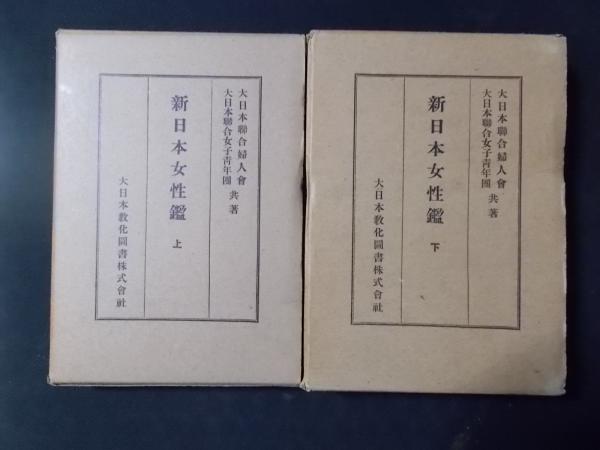 大日本聯合婦人會
大日本聯合女子青年團
共著
新日本女性鑑
上
大日本敎化圖書株式會社
大日本聯合婦人會
大日本聯合女子青年團
共著
新日本女性鑑
下
大日本敎化圖書株式會社